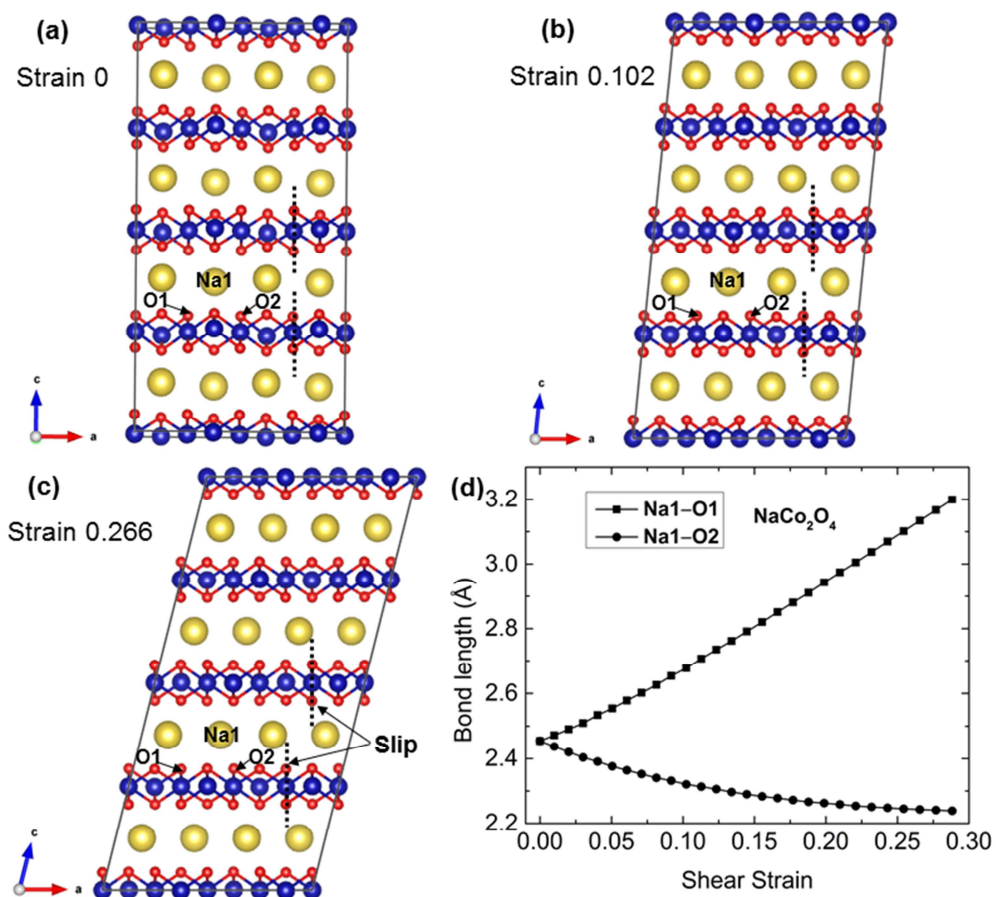 (a)
Strain 0
Na1
O1
O2
c
a
(b)
Strain 0.102
Na1
O1
O2
c
a
(c)
Strain 0.266
Na1
O1
O2
Slip
c
a
(d)
Na1–O1
Na1–O2
NaCo₂O₄
Bond length (Å)
3.2
3.0
2.8
2.6
2.4
2.2
0.00 0.05 0.10 0.15 0.20 0.25 0.30
Shear Strain